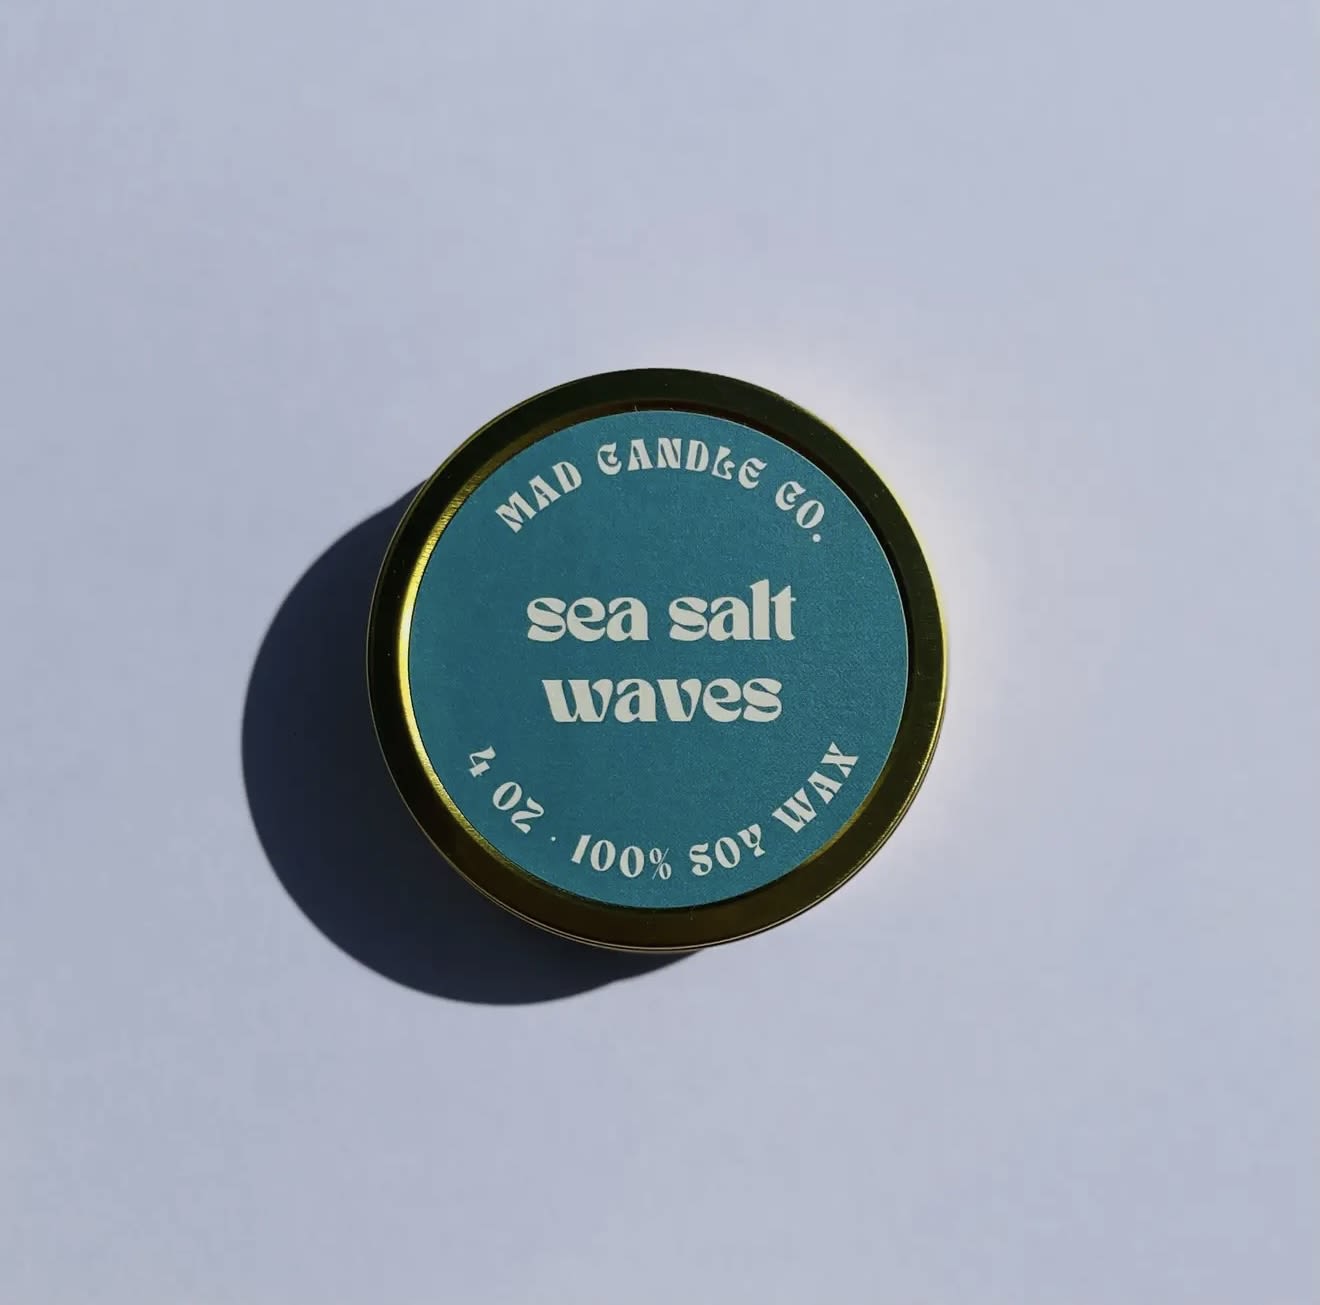 MAD CANDLE CO.
sea salt
waves
4 OZ · 100% SOY WAX